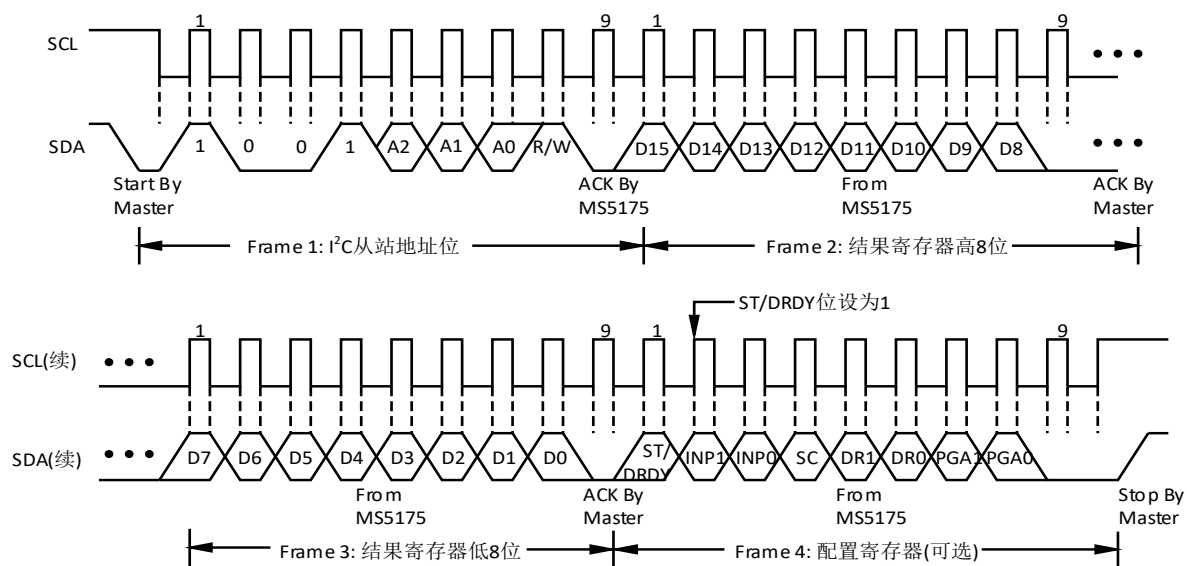 1 9 1 9
SCL
SDA 1 0 0 1 A2 A1 A0 R/W D15 D14 D13 D12 D11 D10 D9 D8
Start By
Master
ACK By
MS5175
From
MS5175
ACK By
Master
Frame 1: I²C从站地址位
Frame 2: 结果寄存器高8位
ST/DRDY位设为1
1 9 1 9
SCL(续)
SDA(续) D7 D6 D5 D4 D3 D2 D1 D0 ST/DRDY INP1 INP0 SC DR1 DR0 PGA1 PGA0
From
MS5175
ACK By
Master
From
MS5175
Stop By
Master
Frame 3: 结果寄存器低8位
Frame 4: 配置寄存器(可选)